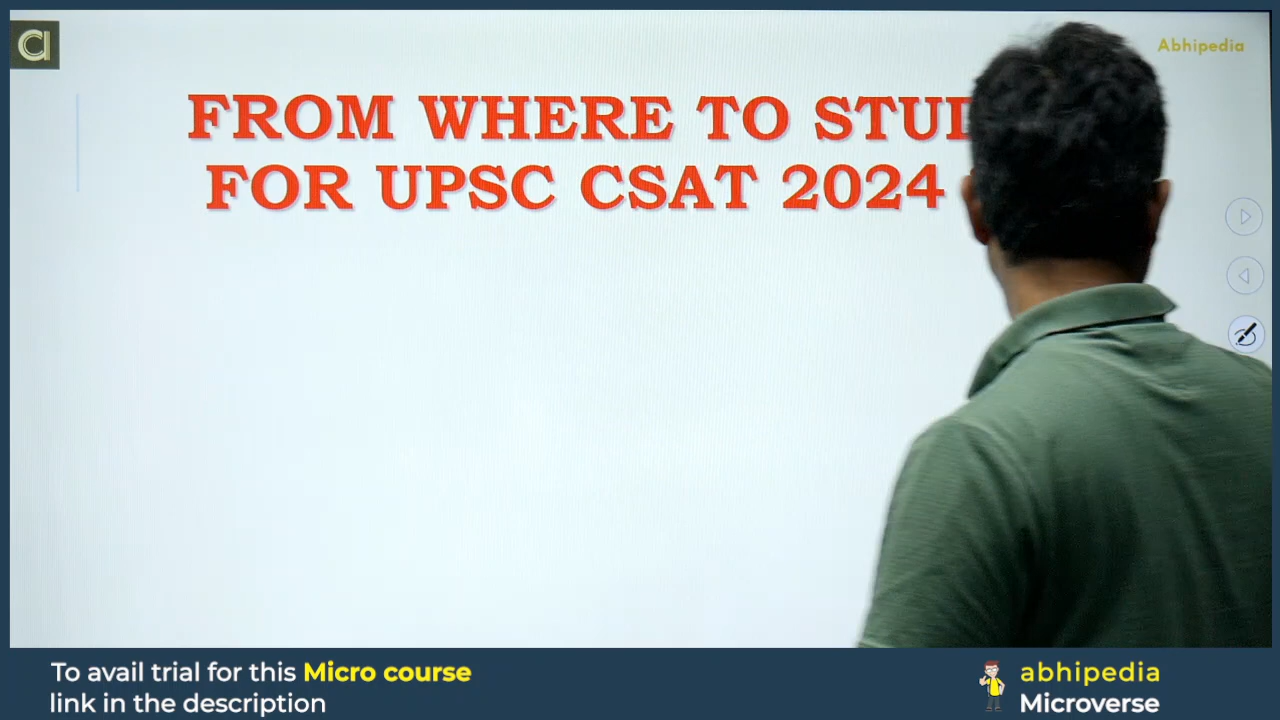 Abhipedia
FROM WHERE TO STUD
FOR UPSC CSAT 2024
To avail trial for this Micro course
link in the description
abhipedia
Microverse